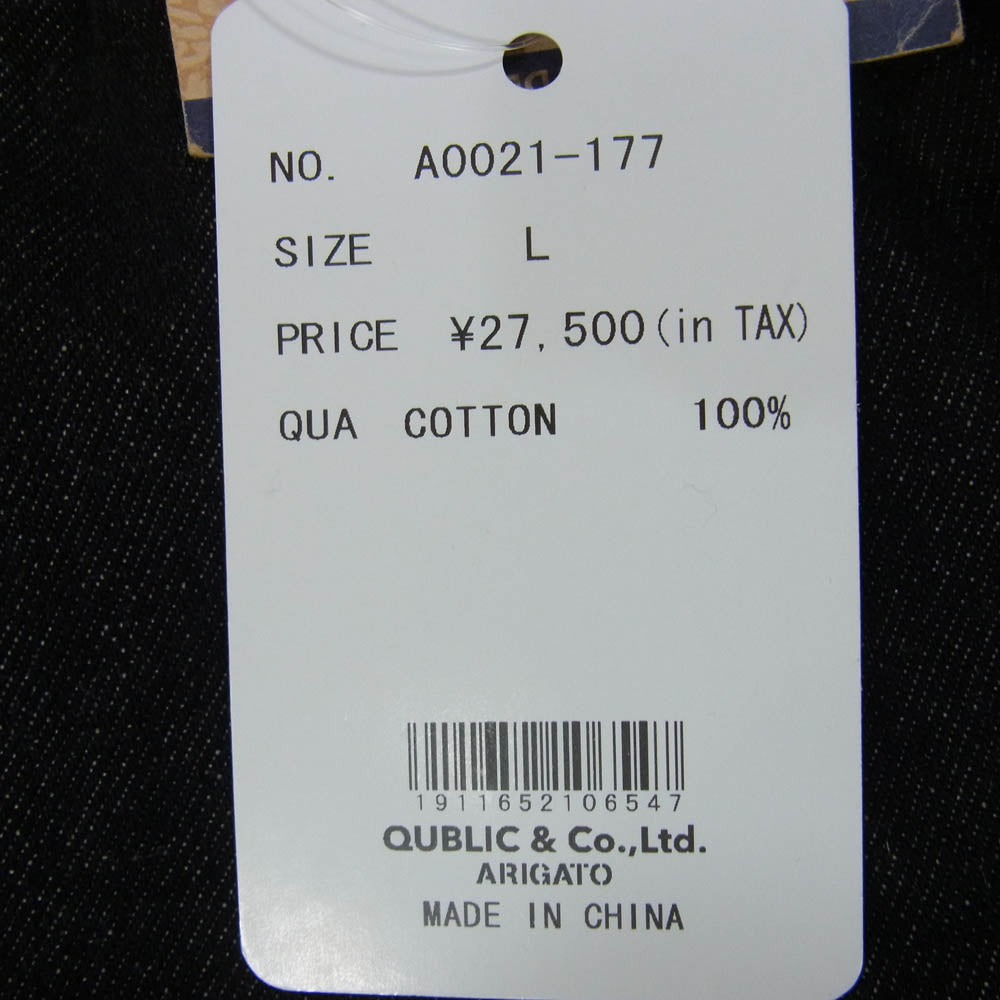 NO. A0021-177
SIZE L
PRICE ¥27,500(in TAX)
QUA COTTON 100%
1911652106547
QUBLIC & Co.,Ltd.
ARIGATO
MADE IN CHINA